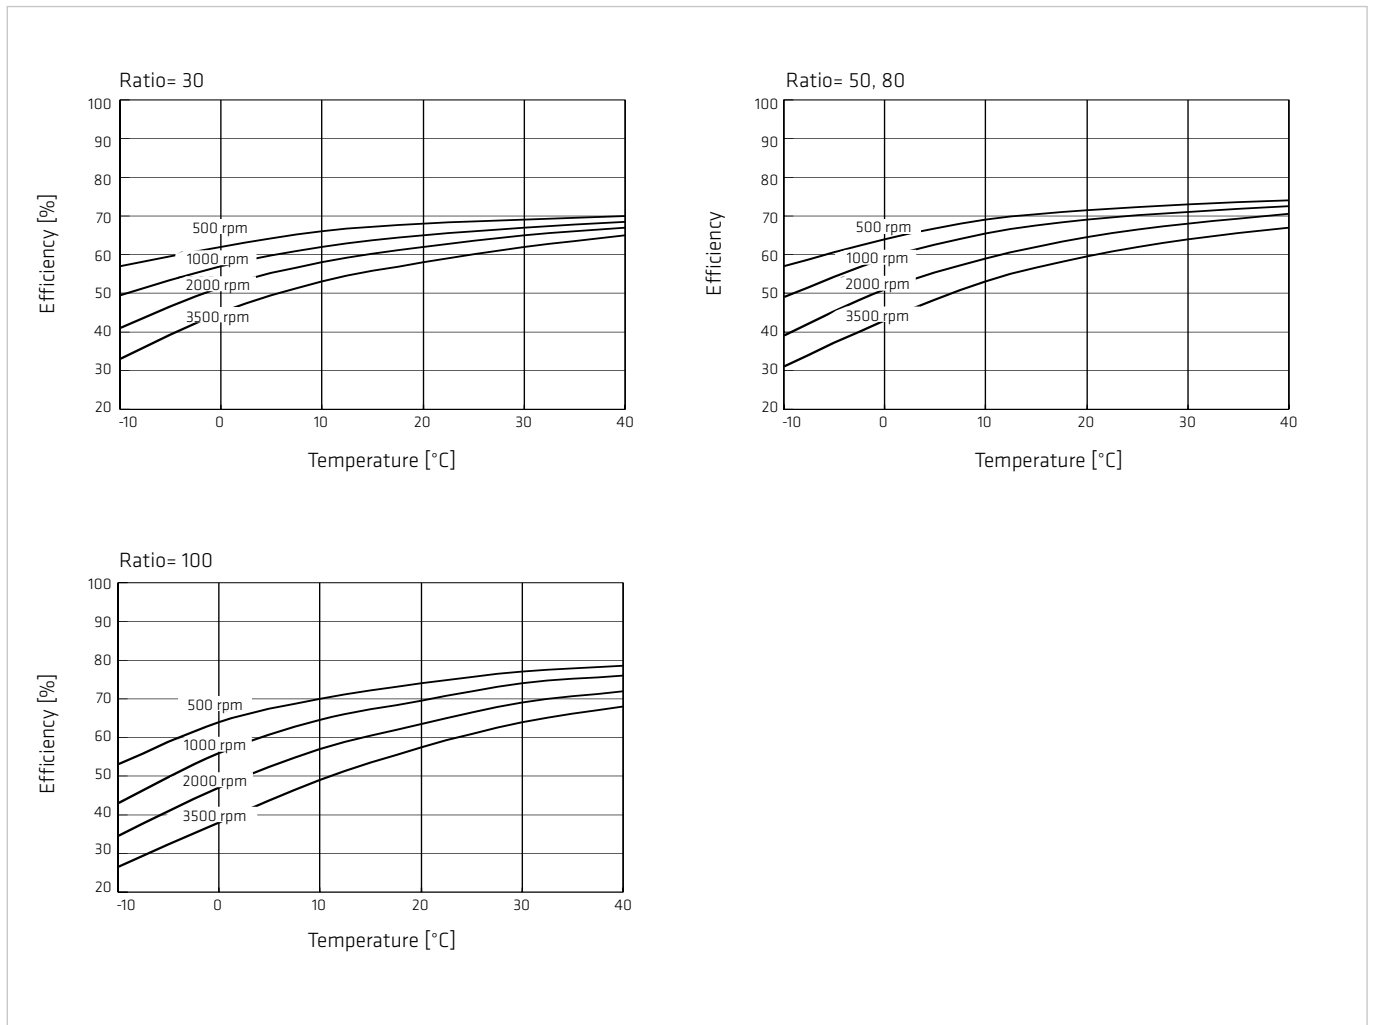 Ratio= 30
Efficiency [%]
100
90
80
70
60
50
40
30
20
500 rpm
1000 rpm
2000 rpm
3500 rpm
-10 0 10 20 30 40
Temperature [°C]
Ratio= 50, 80
Efficiency
100
90
80
70
60
50
40
30
20
500 rpm
1000 rpm
2000 rpm
3500 rpm
-10 0 10 20 30 40
Temperature [°C]
Ratio= 100
Efficiency [%]
100
90
80
70
60
50
40
30
20
500 rpm
1000 rpm
2000 rpm
3500 rpm
-10 0 10 20 30 40
Temperature [°C]